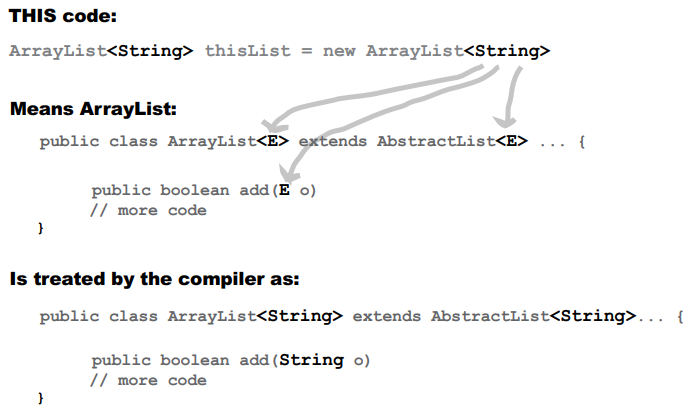 THIS code:
ArrayList<String> thisList = new ArrayList<String>
Means ArrayList:
public class ArrayList<E> extends AbstractList<E> ... {
public boolean add(E o)
// more code
}
Is treated by the compiler as:
public class ArrayList<String> extends AbstractList<String>... {
public boolean add(String o)
// more code
}